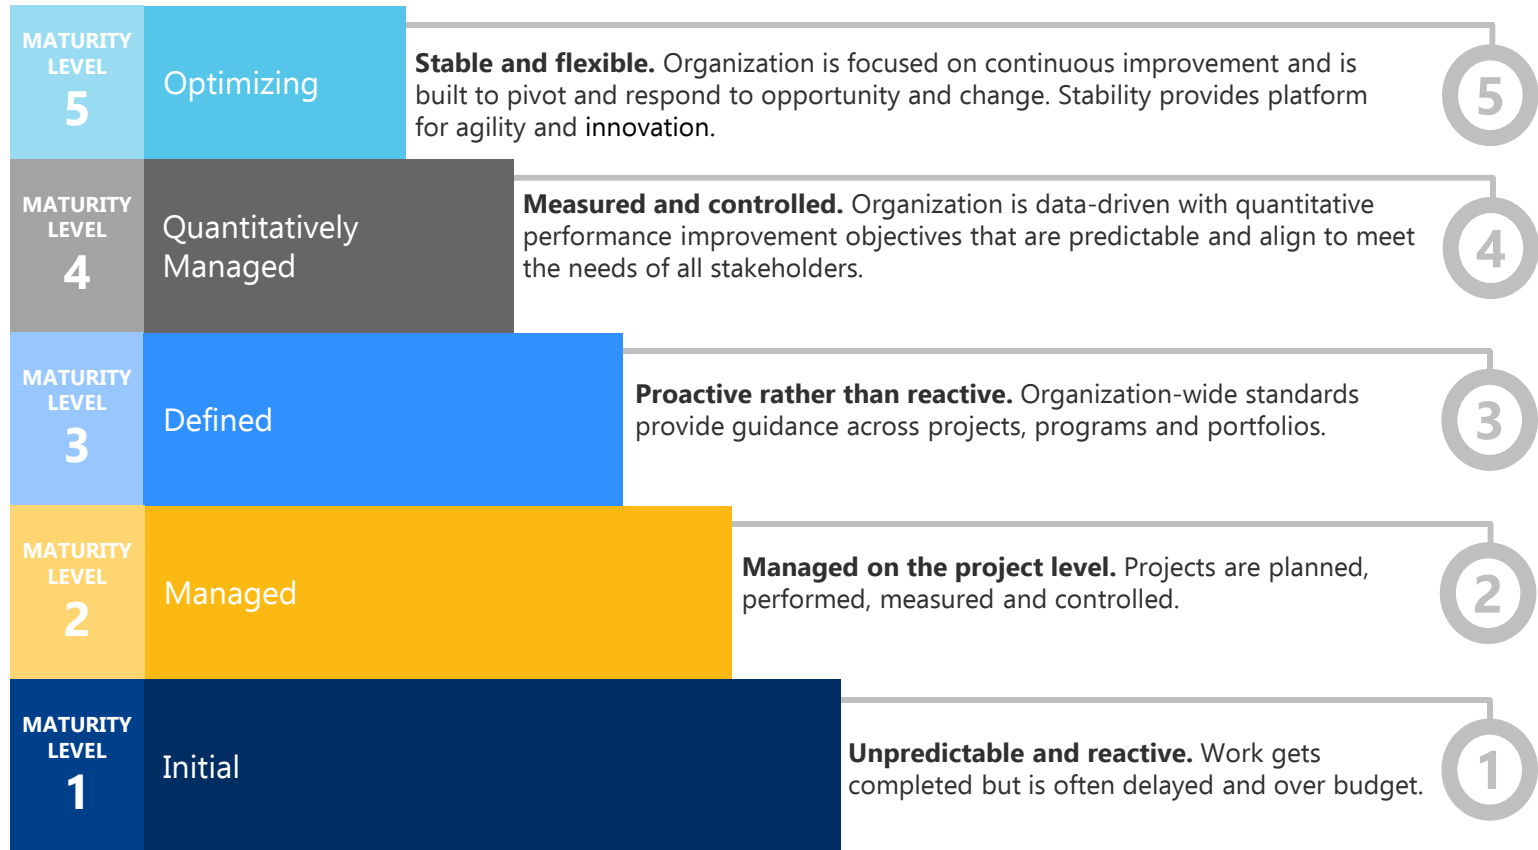 MATURITY
LEVEL
5
Optimizing
Stable and flexible. Organization is focused on continuous improvement and is
built to pivot and respond to opportunity and change. Stability provides platform
for agility and innovation.
5
MATURITY
LEVEL
4
Quantitatively
Managed
Measured and controlled. Organization is data-driven with quantitative
performance improvement objectives that are predictable and align to meet
the needs of all stakeholders.
4
MATURITY
LEVEL
3
Defined
Proactive rather than reactive. Organization-wide standards
provide guidance across projects, programs and portfolios.
3
MATURITY
LEVEL
2
Managed
Managed on the project level. Projects are planned,
performed, measured and controlled.
2
MATURITY
LEVEL
1
Initial
Unpredictable and reactive. Work gets
completed but is often delayed and over budget.
1